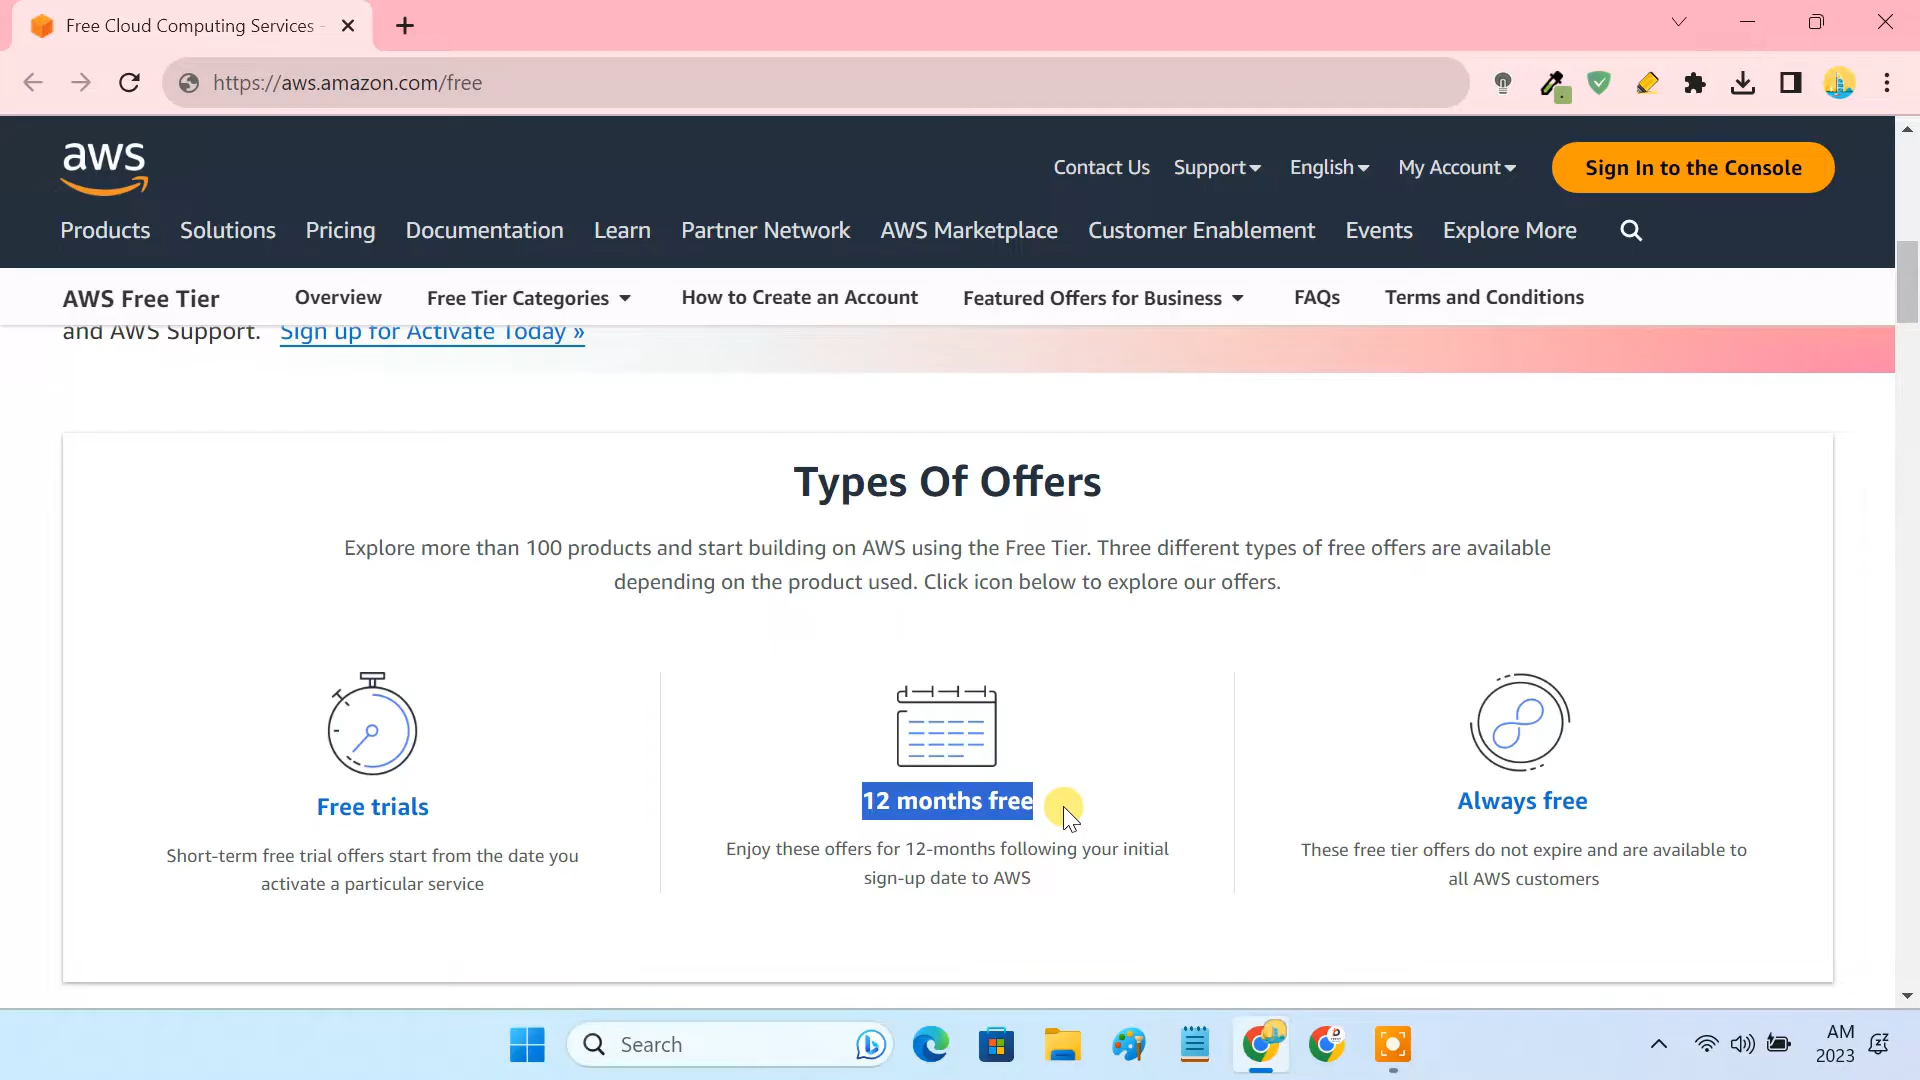 Free Cloud Computing Services -
https://aws.amazon.com/free
aws
Contact Us Support English My Account Sign In to the Console
Products Solutions Pricing Documentation Learn Partner Network AWS Marketplace Customer Enablement Events Explore More
AWS Free Tier Overview Free Tier Categories How to Create an Account Featured Offers for Business FAQs Terms and Conditions
and AWS Support. Sign up for Activate Today »
Types Of Offers
Explore more than 100 products and start building on AWS using the Free Tier. Three different types of free offers are available
depending on the product used. Click icon below to explore our offers.
Free trials
Short-term free trial offers start from the date you
activate a particular service
12 months free
Enjoy these offers for 12-months following your initial
sign-up date to AWS
Always free
These free tier offers do not expire and are available to
all AWS customers
Search
AM
2023